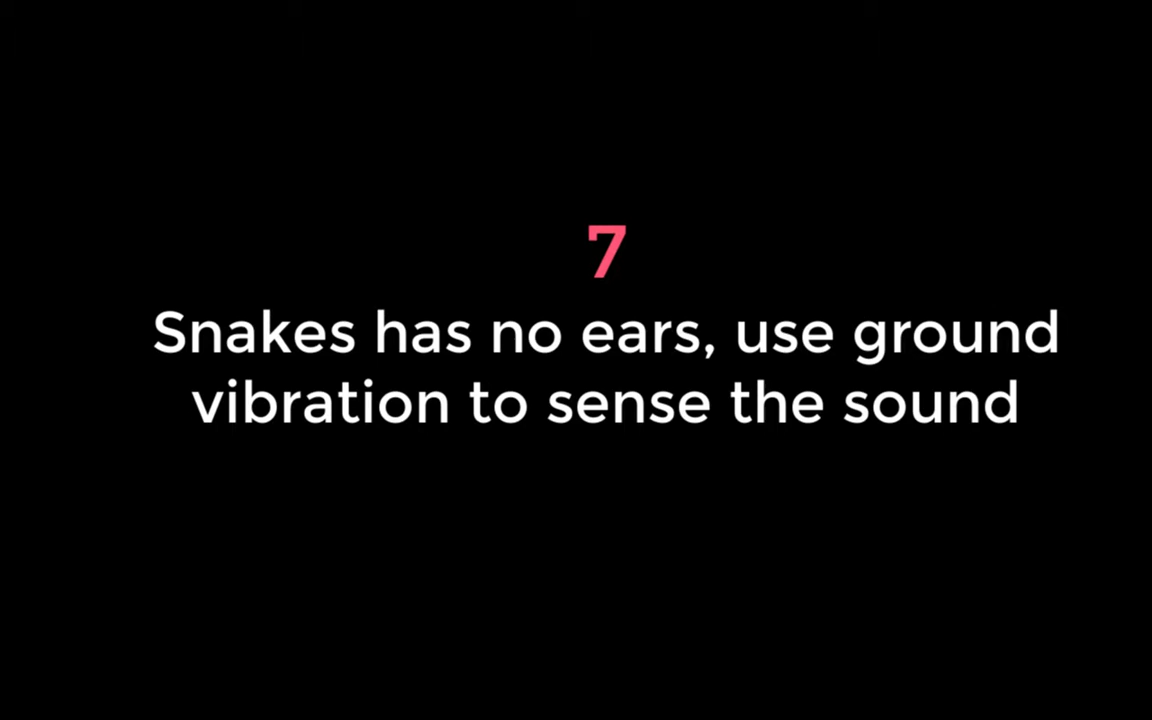 7
Snakes has no ears, use ground
vibration to sense the sound